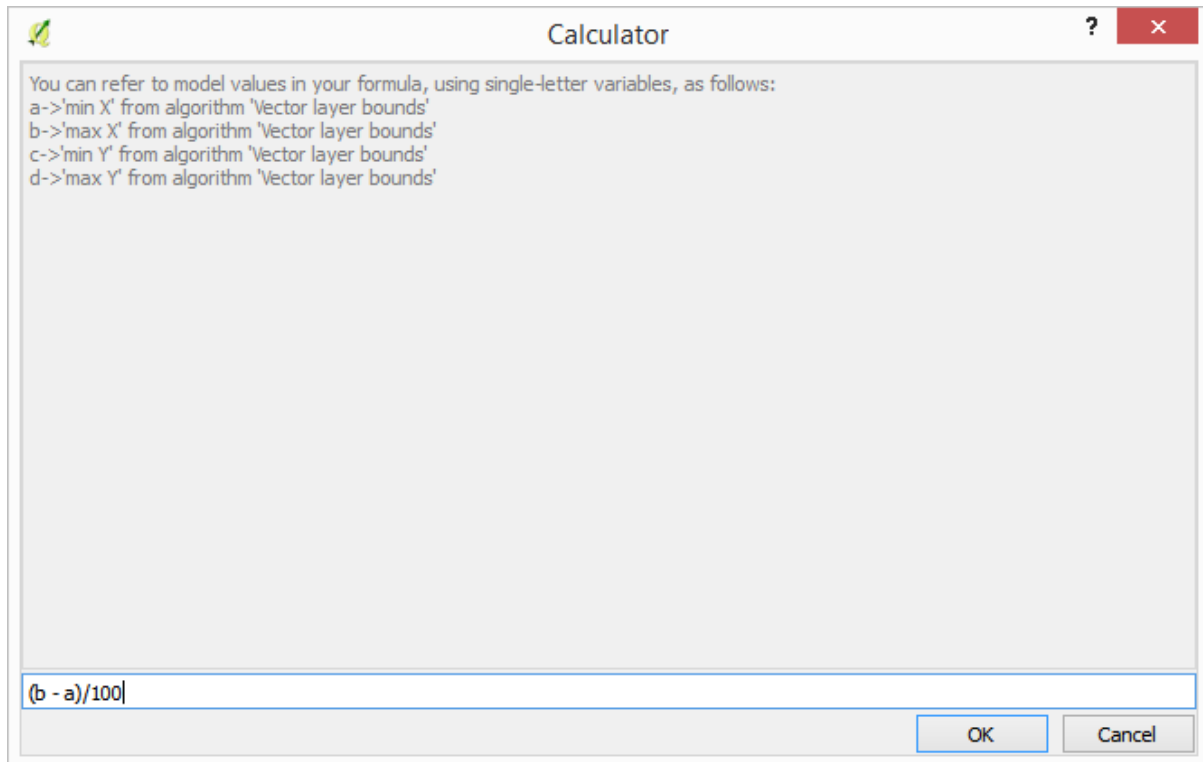 Calculator
?
×
You can refer to model values in your formula, using single-letter variables, as follows:
a->'min X' from algorithm 'Vector layer bounds'
b->'max X' from algorithm 'Vector layer bounds'
c->'min Y' from algorithm 'Vector layer bounds'
d->'max Y' from algorithm 'Vector layer bounds'
(b - a)/100
OK Cancel